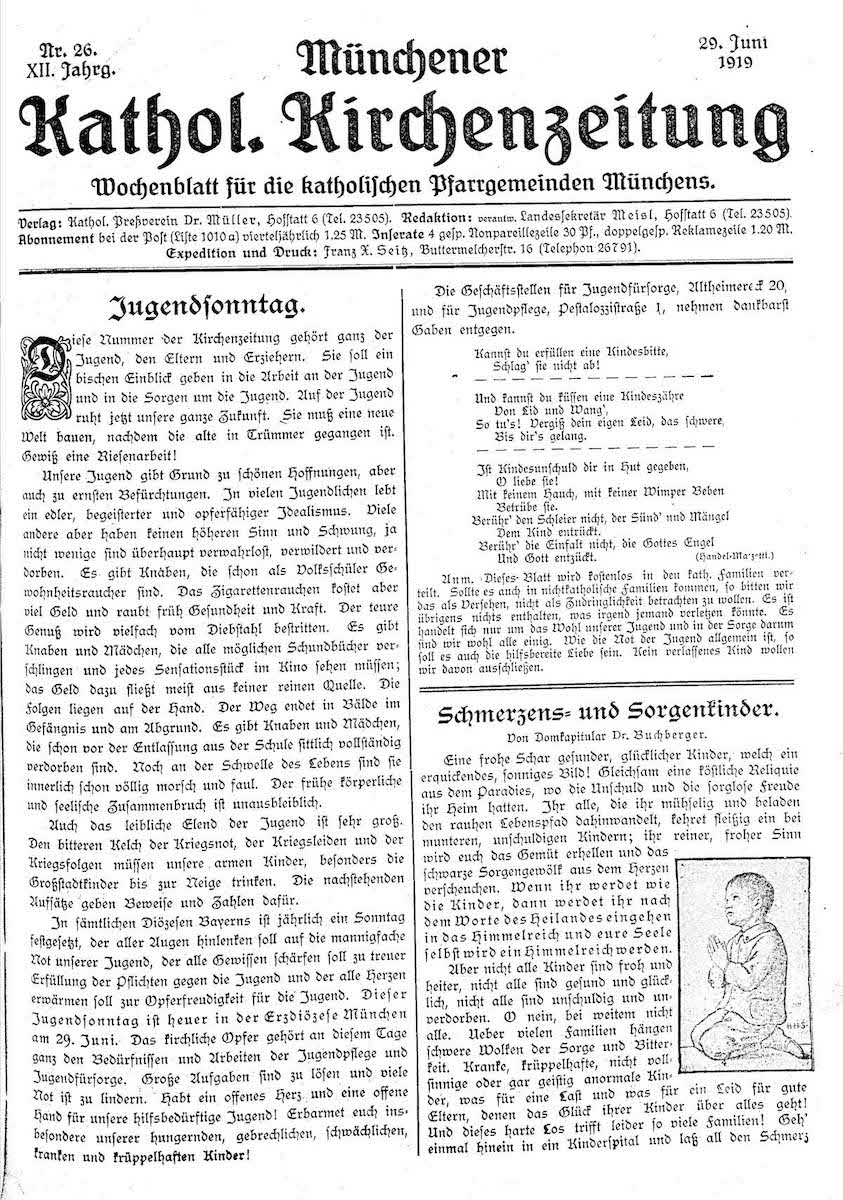 Nr. 26.
XII. Jahrg.
29. Juni
1919
Münchener
Kathol. Kirchenzeitung
Wochenblatt für die katholischen Pfarrgemeinden Münchens.
Verlag: Kathol. Preßverein Dr. Müller, Hofstatt 6 (Tel. 23505). Redaktion: verantw. Landessekretär Meisl, Hofstatt 6 (Tel. 23505).
Abonnement bei der Post (Liste 1010a) vierteljährlich 1.25 M. Inserate 4 gesp. Nonpareillezeile 30 Pf., doppelgesp. Reklamezeile 1.20 M.
Expedition und Druck: Franz X. Seitz, Buttermelcherstr. 16 (Telephon 26791).
Jugendsonntag.
Diese Nummer der Kirchenzeitung gehört ganz der
Jugend, den Eltern und Erziehern. Sie soll ein
bischen Einblick geben in die Arbeit an der Jugend
und in die Sorgen um die Jugend. Auf der Jugend
ruht jetzt unsere ganze Zukunft. Sie muß eine neue
Welt bauen, nachdem die alte in Trümmer gegangen ist.
Gewiß eine Riesenarbeit!
Unsere Jugend gibt Grund zu schönen Hoffnungen, aber
auch zu ernsten Befürchtungen. In vielen Jugendlichen lebt
ein edler, begeisterter und opferfähiger Idealismus. Viele
andere aber haben keinen höheren Sinn und Schwung, ja
nicht wenige sind überhaupt verwahrlost, verwildert und ver-
dorben. Es gibt Knaben, die schon als Volksschüler Ge-
wohnheitsraucher sind. Das Zigarettenrauchen kostet aber
viel Geld und raubt früh Gesundheit und Kraft. Der teure
Genuß wird vielfach vom Diebstahl bestritten. Es gibt
Knaben und Mädchen, die alle möglichen Schundbücher ver-
schlingen und jedes Sensationsstück im Kino sehen müssen;
das Geld dazu fließt meist aus keiner reinen Quelle. Die
Folgen liegen auf der Hand. Der Weg endet in Bälde im
Gefängnis und am Abgrund. Es gibt Knaben und Mädchen,
die schon vor der Entlassung aus der Schule sittlich vollständig
verdorben sind. Noch an der Schwelle des Lebens sind sie
innerlich schon völlig morsch und faul. Der frühe körperliche
und seelische Zusammenbruch ist unausbleiblich.
Auch das leibliche Elend der Jugend ist sehr groß.
Den bitteren Kelch der Kriegsnot, der Kriegsleiden und der
Kriegsfolgen müssen unsere armen Kinder, besonders die
Großstadtkinder bis zur Neige trinken. Die nachstehenden
Aufsätze geben Beweise und Zahlen dafür.
In sämtlichen Diözesen Bayerns ist jährlich ein Sonntag
festgesetzt, der aller Augen hinlenken soll auf die mannigfache
Not unserer Jugend, der alle Gewissen schärfen soll zu treuer
Erfüllung der Pflichten gegen die Jugend und der alle Herzen
erwärmen soll zur Opferfreudigkeit für die Jugend. Dieser
Jugendsonntag ist heuer in der Erzdiözese München
am 29. Juni. Das kirchliche Opfer gehört an diesem Tage
ganz den Bedürfnissen und Arbeiten der Jugendpflege und
Jugendfürsorge. Große Aufgaben sind zu lösen und viele
Not ist zu lindern. Habt ein offenes Herz und eine offene
Hand für unsere hilfsbedürftige Jugend! Erbarmet euch ins-
besondere unserer hungernden, gebrechlichen, schwächlichen,
kranken und krüppelhaften Kinder!
Die Geschäftsstellen für Jugendfürsorge, Altheimereck 20,
und für Jugendpflege, Pestalozzistraße 1, nehmen dankbarst
Gaben entgegen.
Kannst du erfüllen eine Kindesbitte,
Schlag' sie nicht ab!
Und kannst du küssen eine Kindeszähre
Von Lid und Wang',
So tu's! Vergiß dein eigen Leid, das schwere,
Bis dir's gelang.
Ist Kindesunschuld dir in Hut gegeben,
O liebe sie!
Mit keinem Hauch, mit keiner Wimper Beben
Betrübe sie.
Berühr' den Schleier nicht, der Sünd' und Mängel
Dem Kind entrückt.
Berühr' die Einfalt nicht, die Gottes Engel
Und Gott entzückt. (Handel-Mazzetti.)
Anm. Dieses Blatt wird kostenlos in den kath. Familien ver-
teilt. Sollte es auch in nichtkatholische Familien kommen, so bitten wir
das als Versehen, nicht als Zudringlichkeit betrachten zu wollen. Es ist
übrigens nichts enthalten, was irgend jemand verletzen könnte. Es
handelt sich nur um das Wohl unserer Jugend und in der Sorge darum
sind wir wohl alle einig. Wie die Not der Jugend allgemein ist, so
soll es auch die hilfsbereite Liebe sein. Kein verlassenes Kind wollen
wir davon ausschließen.
Schmerzens- und Sorgenkinder.
Von Domkapitular Dr. Buchberger.
Eine frohe Schar gesunder, glücklicher Kinder, welch ein
erquickendes, sonniges Bild! Gleichsam eine köstliche Reliquie
aus dem Paradies, wo die Unschuld und die sorglose Freude
ihr Heim hatten. Ihr alle, die ihr mühselig und beladen
den rauhen Lebenspfad dahinwandelt, kehret fleißig ein bei
munteren, unschuldigen Kindern; ihr reiner, froher Sinn
wird euch das Gemüt erhellen und das
schwarze Sorgengewölk aus dem Herzen
verscheuchen. Wenn ihr werdet wie
die Kinder, dann werdet ihr nach
dem Worte des Heilandes eingehen
in das Himmelreich und eure Seele
selbst wird ein Himmelreich werden.
Aber nicht alle Kinder sind froh und
heiter, nicht alle sind gesund und glück-
lich, nicht alle sind unschuldig und un-
verdorben. O nein, bei weitem nicht
alle. Ueber vielen Familien hängen
schwere Wolken der Sorge und Bitter-
keit. Kranke, krüppelhafte, nicht voll-
sinnige oder gar geistig anormale Kin-
der, was für eine Last und was für ein Leid für gute
Eltern, denen das Glück ihrer Kinder über alles geht!
Und dieses harte Los trifft leider so viele Familien! Geh'
einmal hinein in ein Kinderspital und laß all den Schmerz
HHS